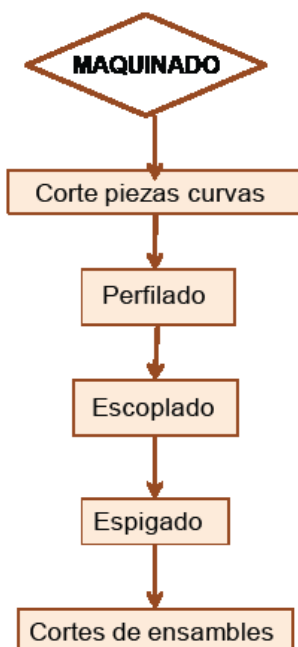 MAQUINADO
Corte piezas curvas
Perfilado
Escoplado
Espigado
Cortes de ensambles